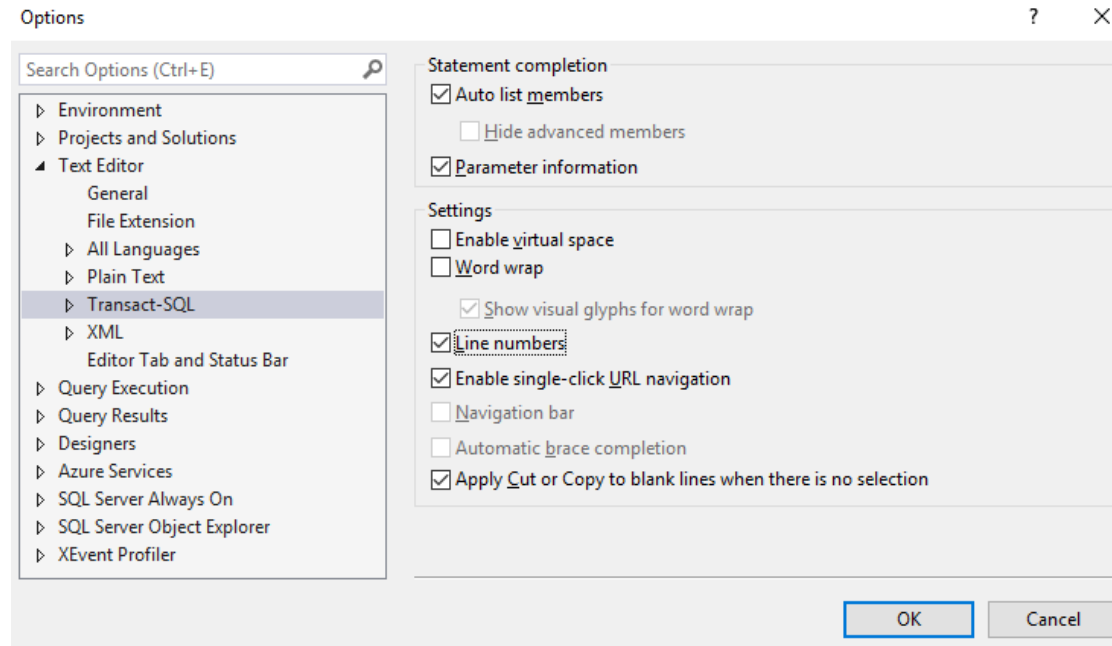 Options
?
Search Options (Ctrl+E)
Environment
Projects and Solutions
Text Editor
General
File Extension
All Languages
Plain Text
Transact-SQL
XML
Editor Tab and Status Bar
Query Execution
Query Results
Designers
Azure Services
SQL Server Always On
SQL Server Object Explorer
XEvent Profiler
Statement completion
Auto list members
Hide advanced members
Parameter information
Settings
Enable virtual space
Word wrap
Show visual glyphs for word wrap
Line numbers
Enable single-click URL navigation
Navigation bar
Automatic brace completion
Apply Cut or Copy to blank lines when there is no selection
OK
Cancel